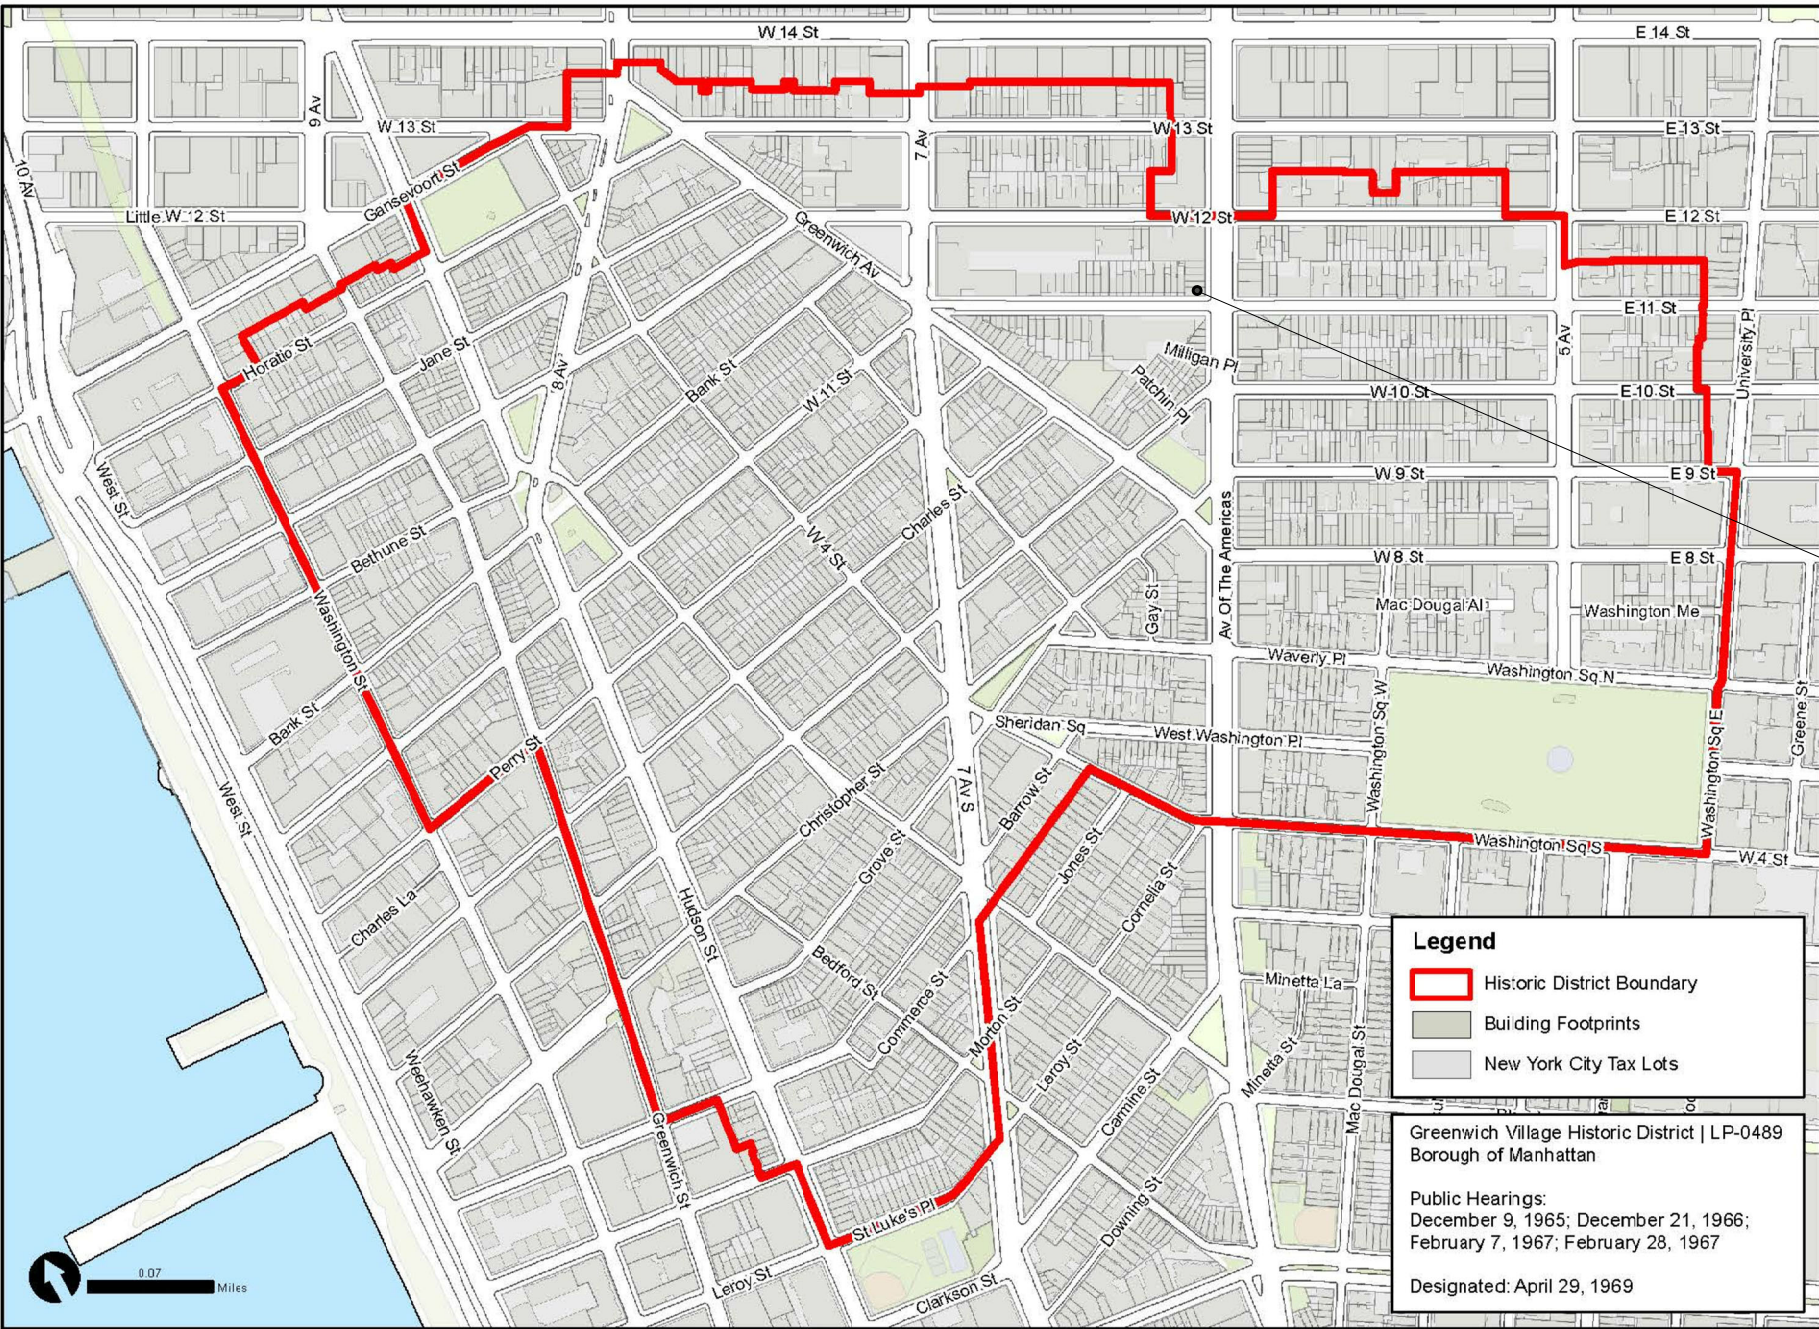 W 14 St
E 14 St
9 Av
W 13 St
7 Av
W 13 St
E 13 St
10 Av
Gansevoort St
Little W 12 St
Greenwich Av
W 12 St
E 12 St
E 11 St
5 Av
University Pl
Horatio St
Jane St
8 Av
Bank St
W 11 St
Milligan Pl
Patchin Pl
W 10 St
E 10 St
West St
W 9 St
E 9 St
Charles St
Av Of The Americas
Bethune St
W 4 St
W 8 St
E 8 St
Washington St
Gay St
Mac Dougal Al
Washington Me
Waverly Pl
Washington Sq N
Bank St
Perry St
Sheridan Sq
West Washington Pl
Washington Sq W
Washington Sq E
Greene St
West St
Christopher St
7 Av S
Barrow St
Grove St
Jones St
Washington Sq S
W 4 St
Charles La
Hudson St
Cornelia St
Bedford St
Commerce St
Minetta La
Morton St
Weehawken St
Leroy St
Carmine St
Minetta St
Mac Dougal St
Greenwich St
St Luke's Pl
Downing St
Leroy St
Clarkson St
0.07
Miles
Legend
Historic District Boundary
Building Footprints
New York City Tax Lots
Greenwich Village Historic District | LP-0489
Borough of Manhattan
Public Hearings:
December 9, 1965; December 21, 1966;
February 7, 1967; February 28, 1967
Designated: April 29, 1969